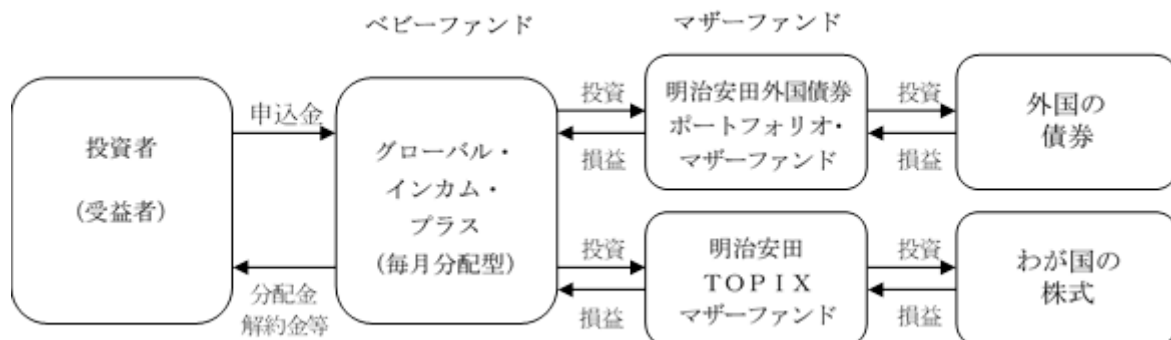 ベビーファンド
マザーファンド
投資者
（受益者）
申込金
分配金
解約金等
グローバル・
インカム・
プラス
（毎月分配型）
投資
損益
明治安田外国債券
ポートフォリオ・
マザーファンド
投資
損益
外国の
債券
投資
損益
明治安田
ＴＯＰＩＸ
マザーファンド
投資
損益
わが国の
株式